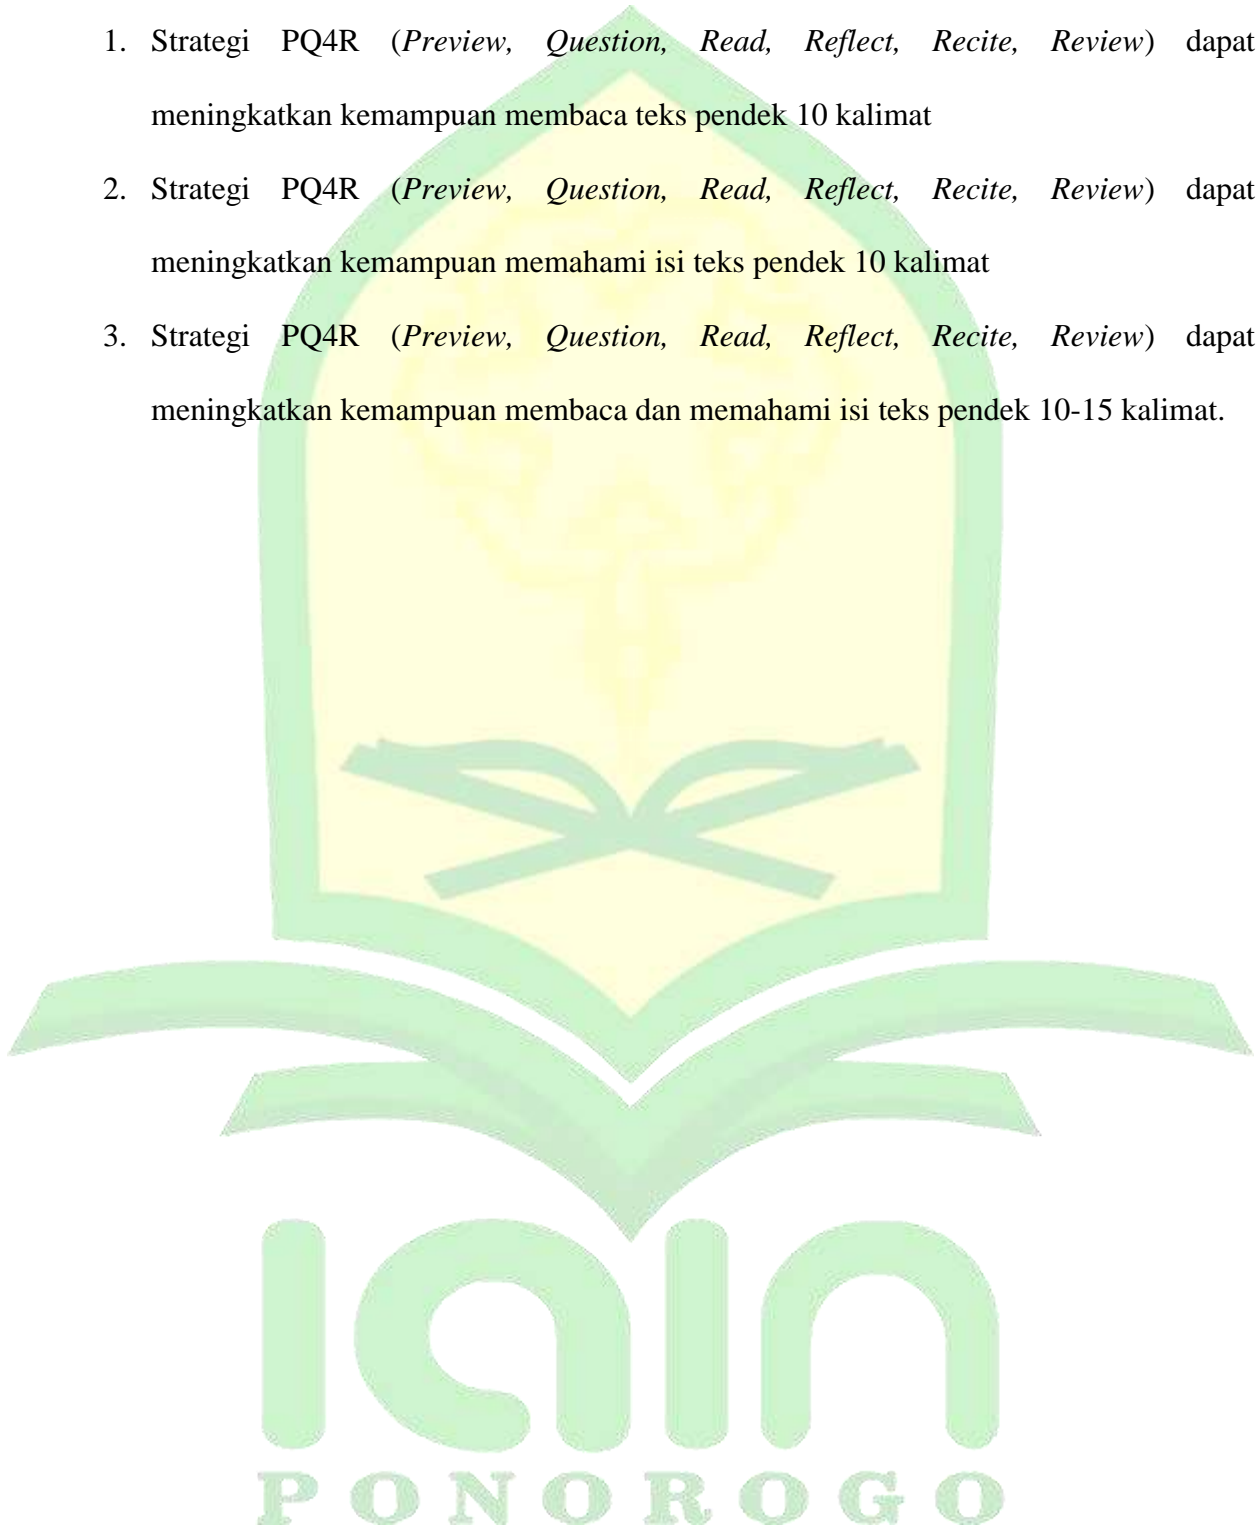 1. Strategi PQ4R (Preview, Question, Read, Reflect, Recite, Review) dapat
meningkatkan kemampuan membaca teks pendek 10 kalimat
2. Strategi PQ4R (Preview, Question, Read, Reflect, Recite, Review) dapat
meningkatkan kemampuan memahami isi teks pendek 10 kalimat
3. Strategi PQ4R (Preview, Question, Read, Reflect, Recite, Review) dapat
meningkatkan kemampuan membaca dan memahami isi teks pendek 10-15 kalimat.
iain
PONOROGO